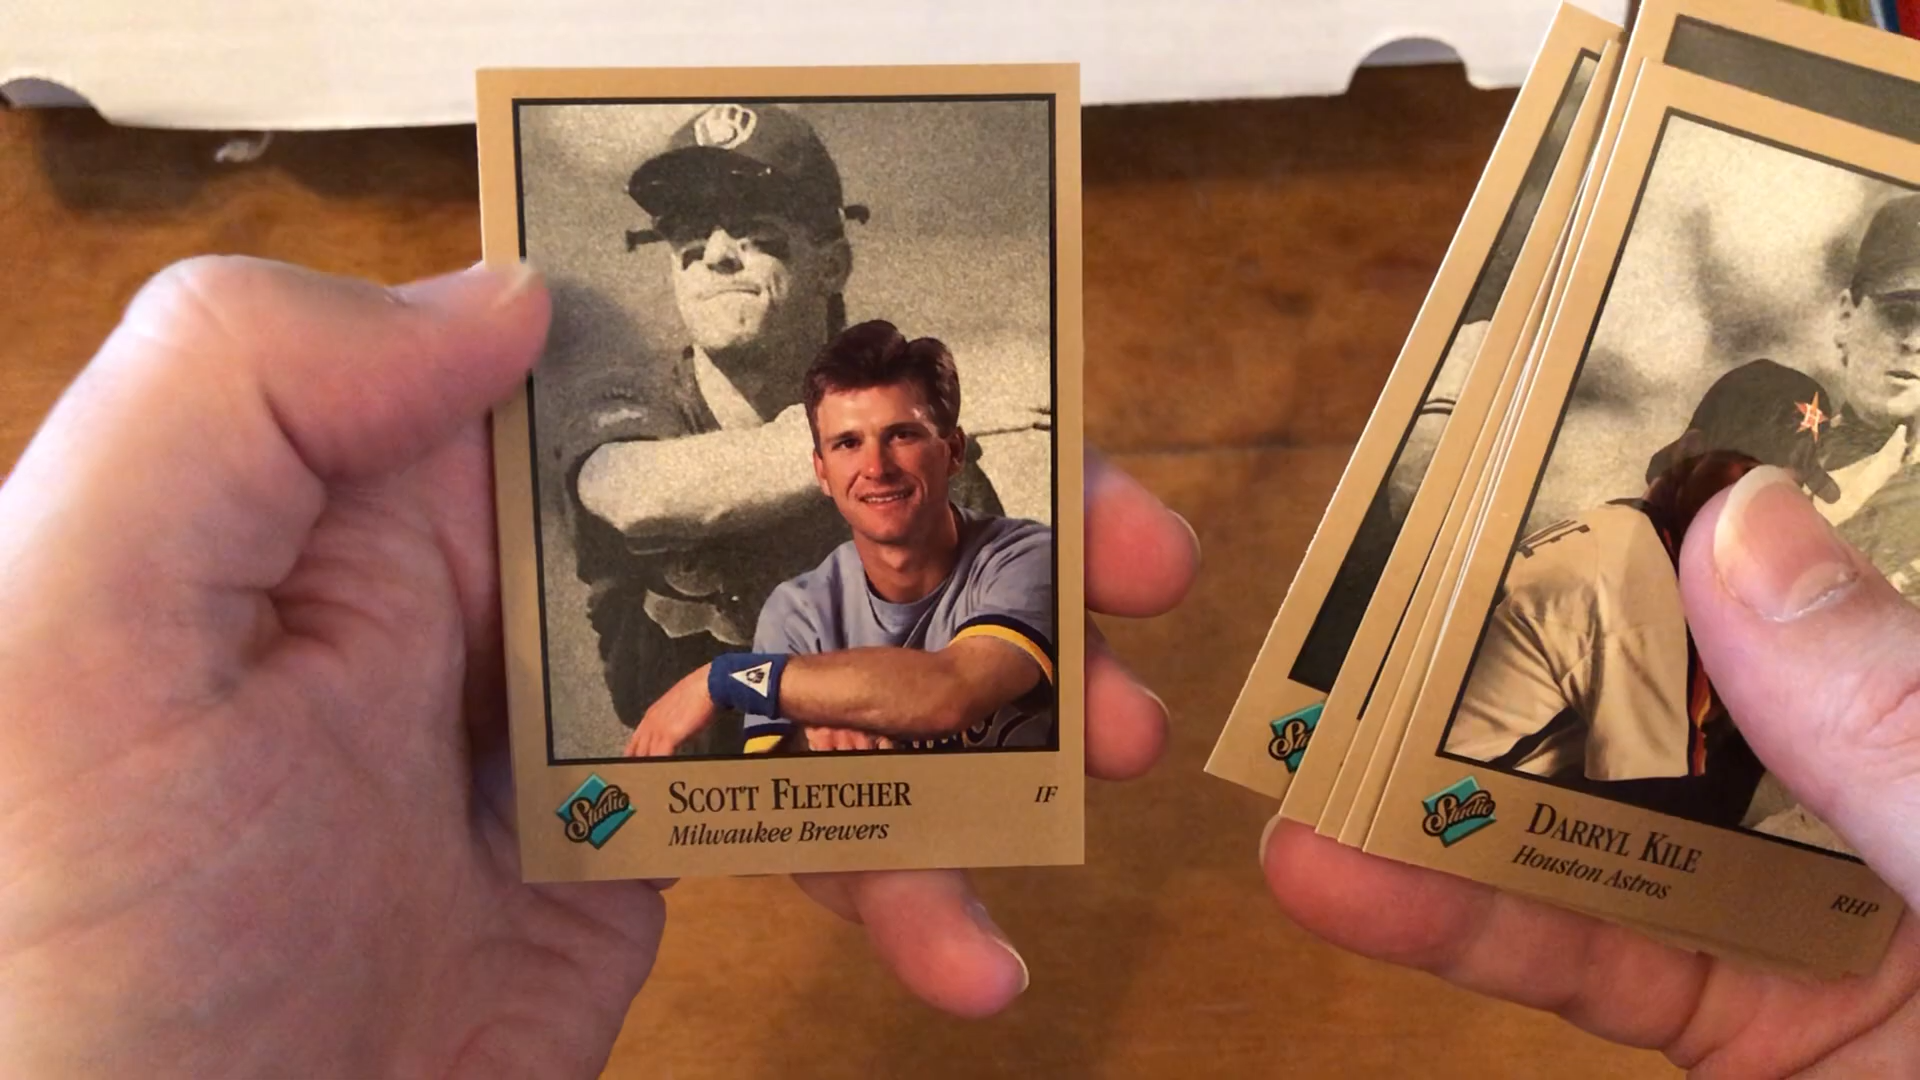 Studio
SCOTT FLETCHER
IF
Milwaukee Brewers
Studio
DARRYL KILE
Houston Astros
RHP